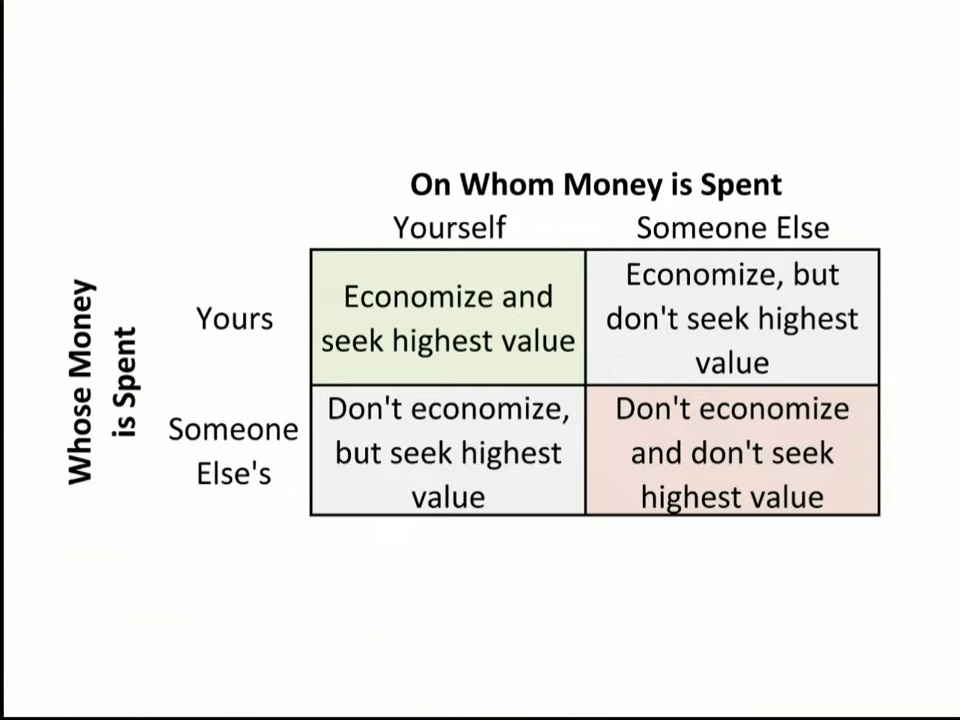 On Whom Money is Spent
Yourself
Someone Else
Whose Money
is Spent
Yours
Economize and
seek highest value
Economize, but
don't seek highest
value
Someone
Else's
Don't economize,
but seek highest
value
Don't economize
and don't seek
highest value